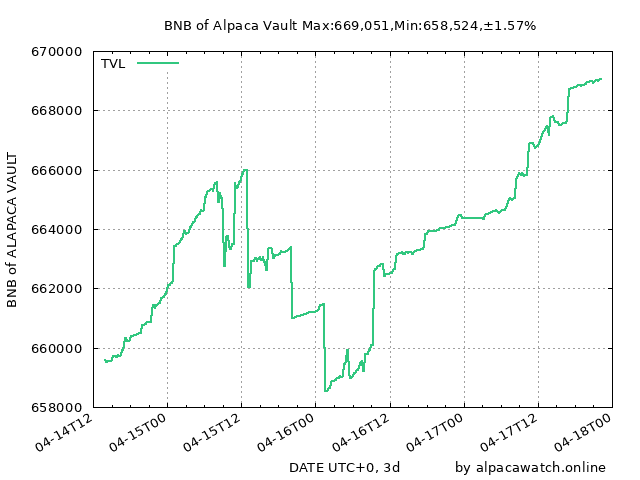 BNB of Alpaca Vault Max:669,051,Min:658,524,±1.57%
670000
TVL
668000
666000
664000
662000
660000
658000
BNB of ALAPACA VAULT
04-14T12
04-15T00
04-15T12
04-16T00
04-16T12
04-17T00
04-17T12
04-18T00
DATE UTC+0, 3d
by alpacawatch.online